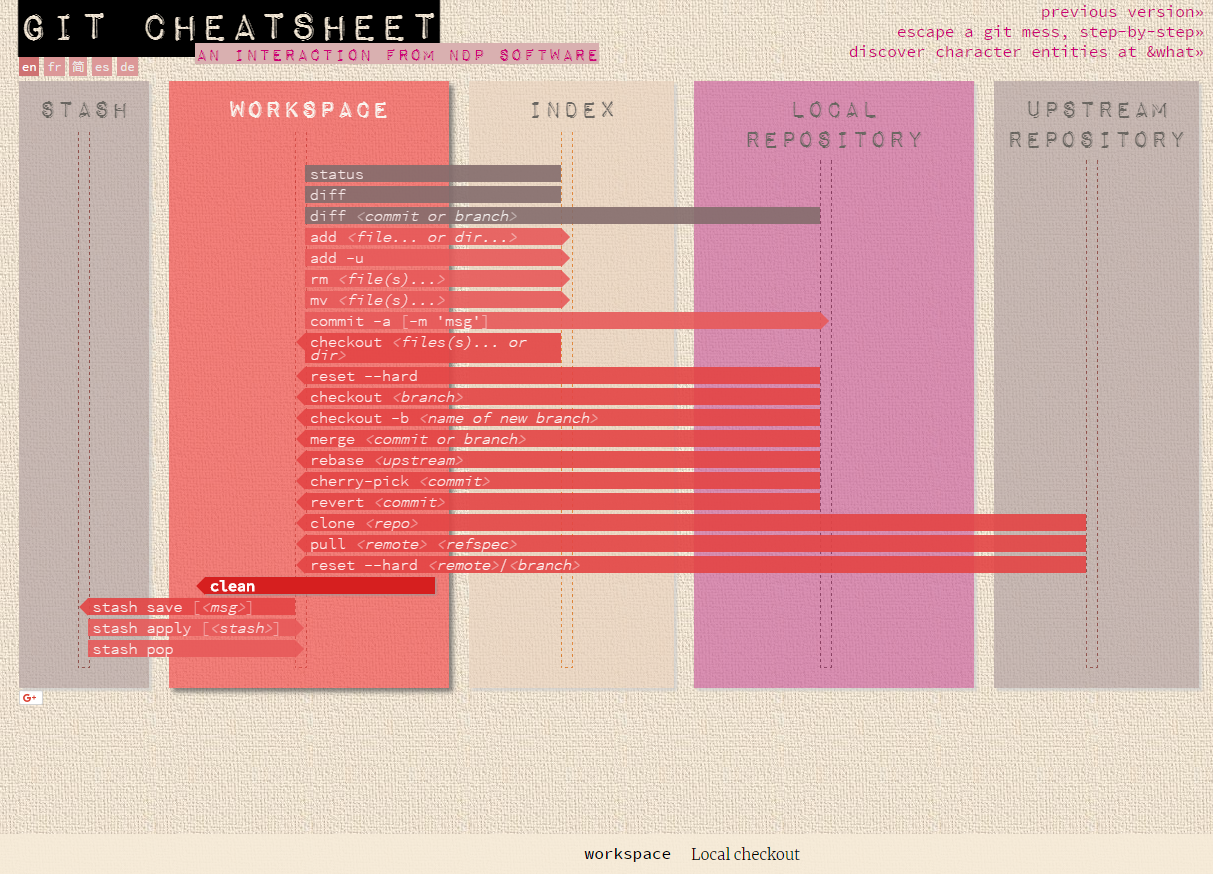 GIT CHEATSHEET
AN INTERACTION FROM NDP SOFTWARE
previous version»
escape a git mess, step-by-step»
discover character entities at &what»
en fr 简 es de
STASH
WORKSPACE
INDEX
LOCAL
REPOSITORY
UPSTREAM
REPOSITORY
status
diff
diff <commit or branch>
add <file... or dir...>
add -u
rm <file(s)...>
mv <file(s)...>
commit -a [-m 'msg']
checkout <files(s)... or
dir>
reset --hard
checkout <branch>
checkout -b <name of new branch>
merge <commit or branch>
rebase <upstream>
cherry-pick <commit>
revert <commit>
clone <repo>
pull <remote> <refspec>
reset --hard <remote>/<branch>
clean
stash save [<msg>]
stash apply [<stash>]
stash pop
G+
workspace Local checkout